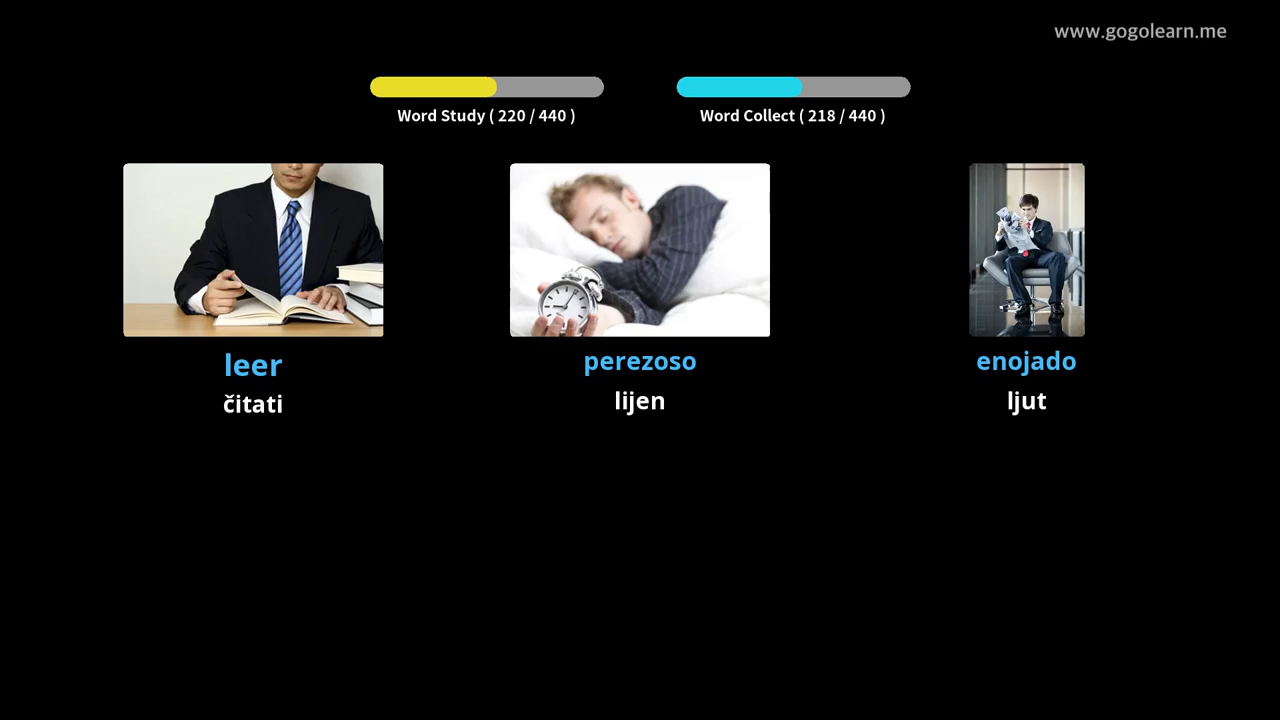 www.gogolearn.me
Word Study ( 220 / 440 )
Word Collect ( 218 / 440 )
leer
perezoso
enojado
čitati
lijen
ljut